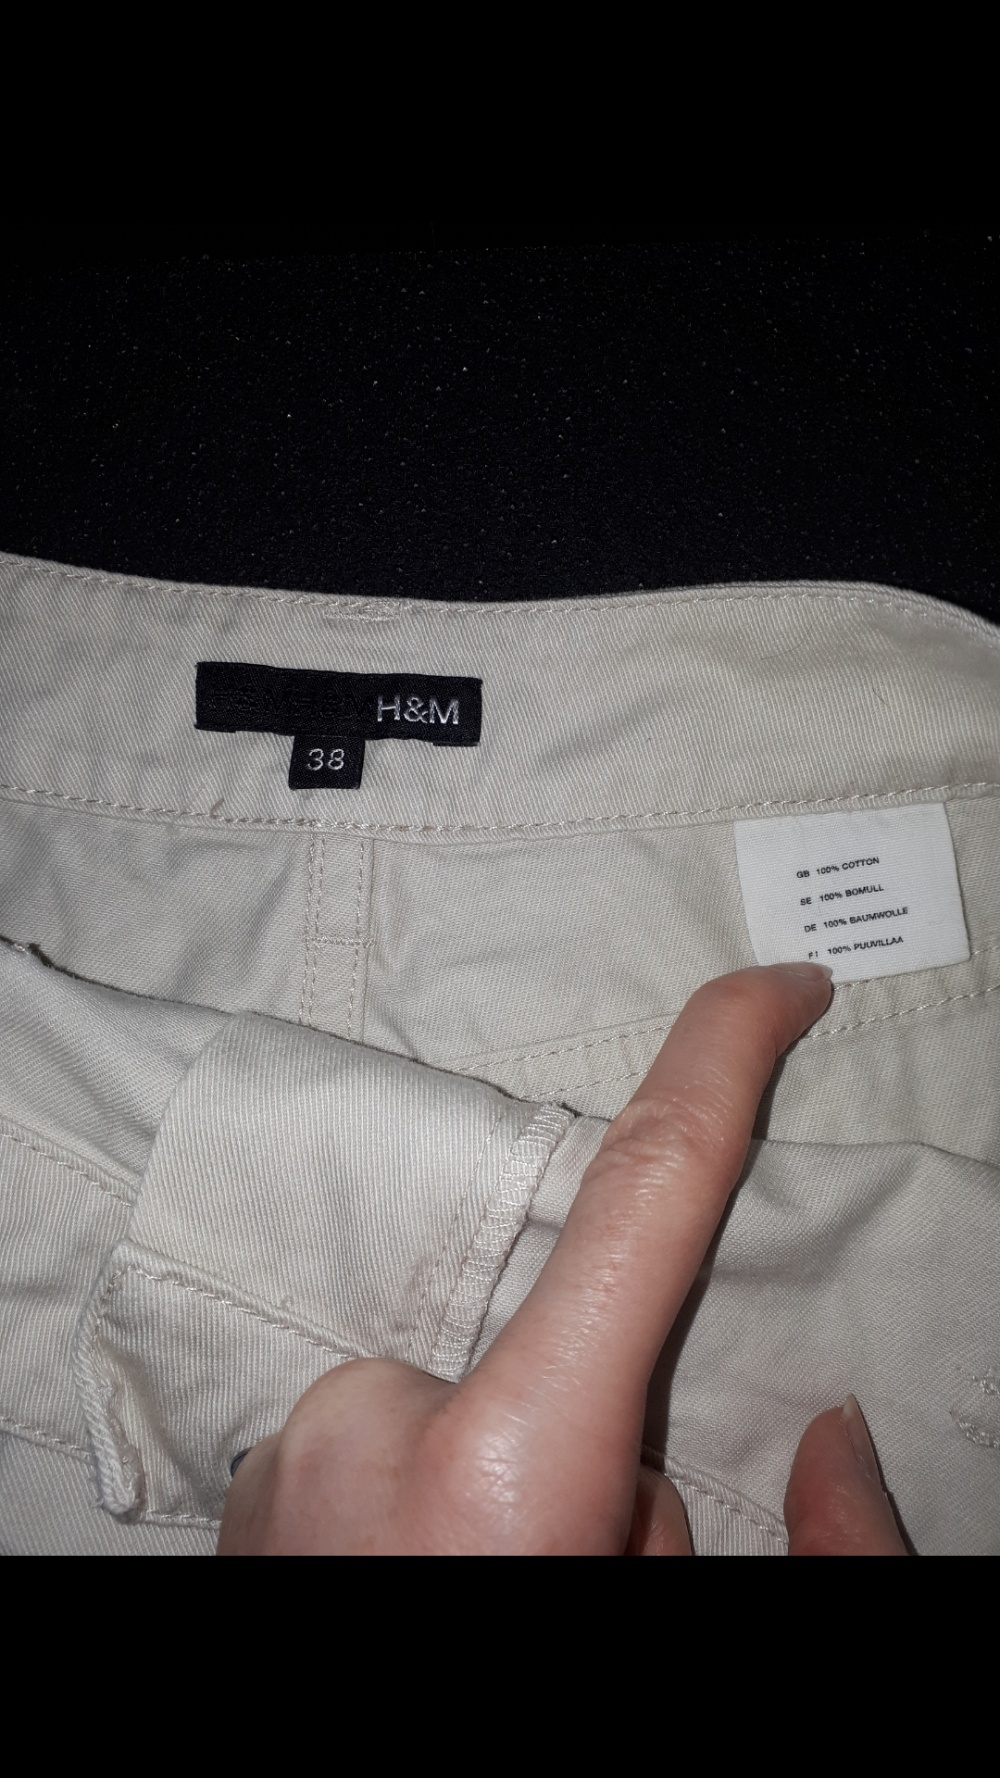 H&M
38
GB 100% COTTON
SE 100% BOMULL
DE 100% BAUMWOLLE
FI 100% PUUVILLAA